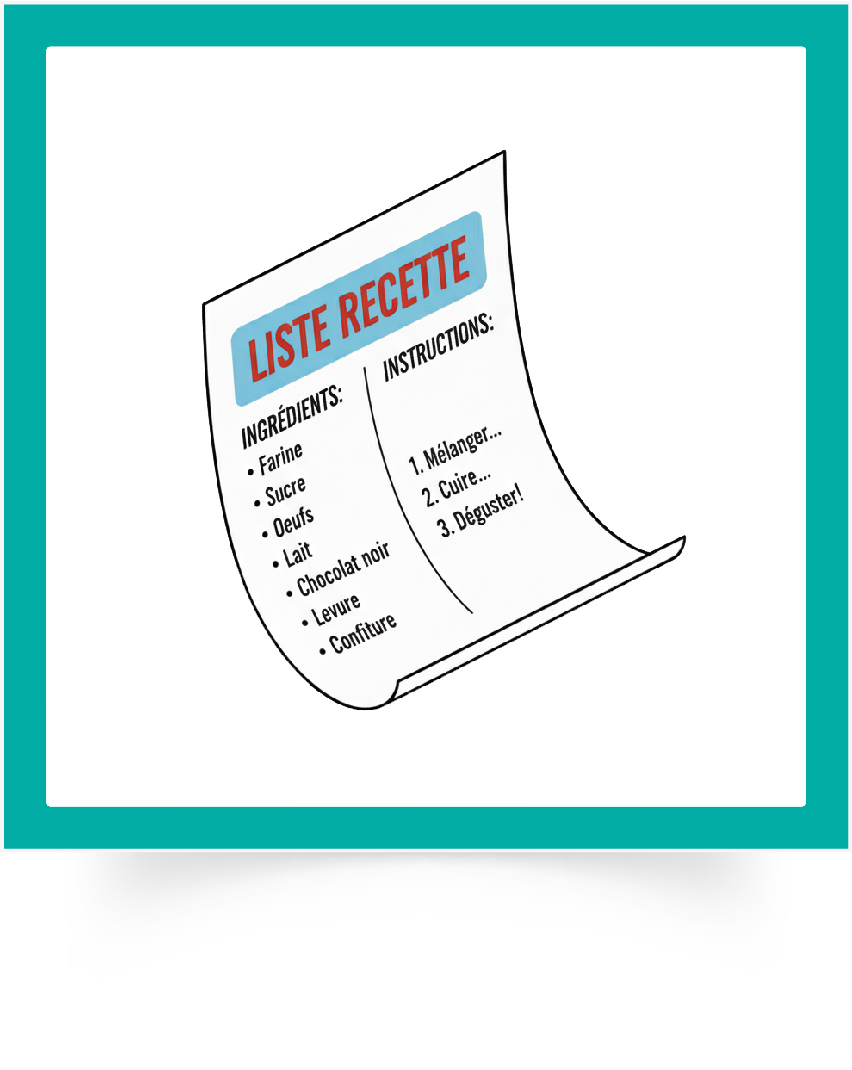 LISTE RECETTE
INGRÉDIENTS:
• Farine
• Sucre
• Oeufs
• Lait
• Chocolat noir
• Levure
• Confiture
INSTRUCTIONS:
1. Mélanger...
2. Cuire...
3. Déguster!